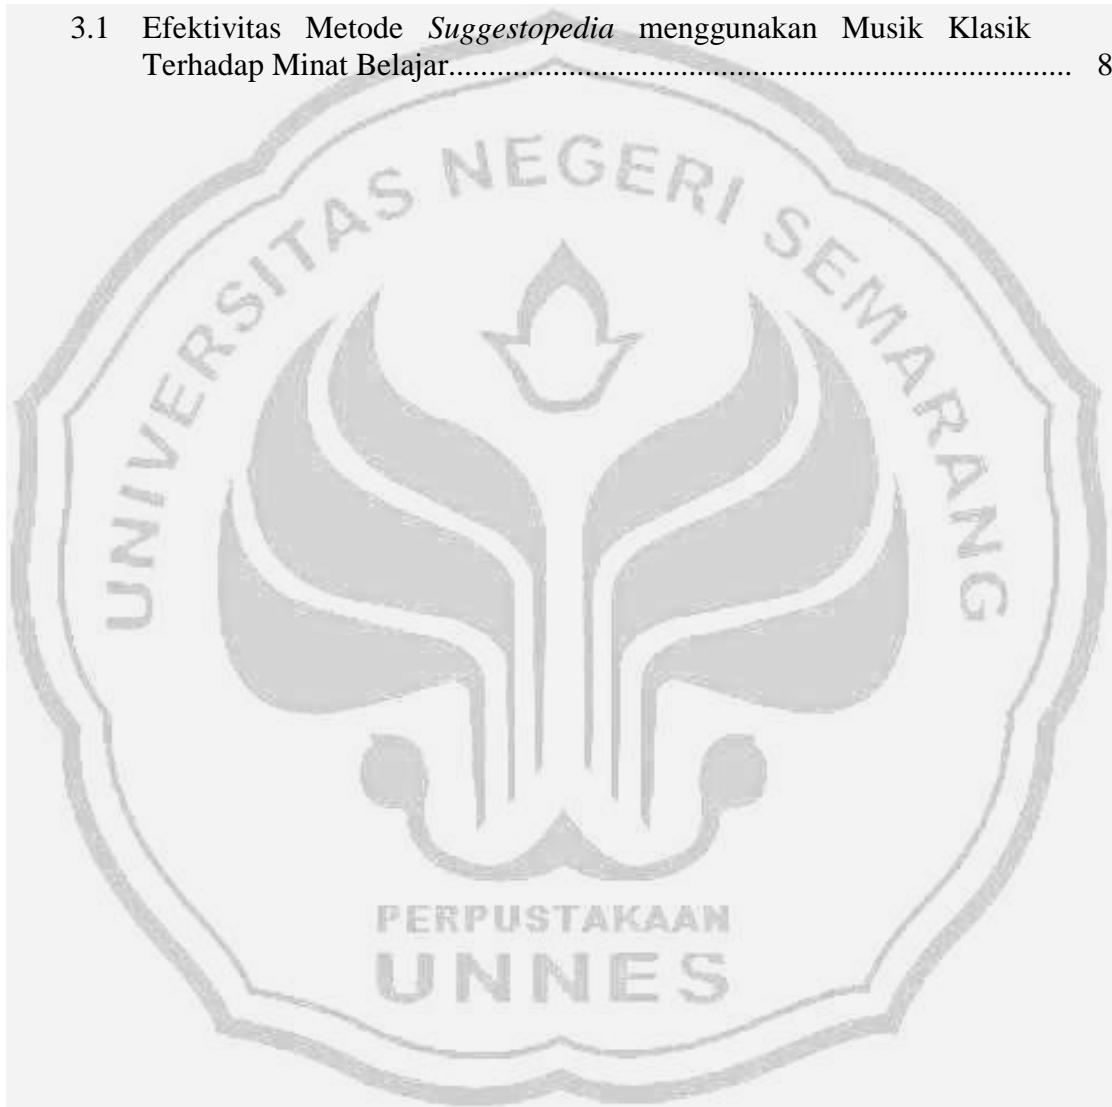 3.1 Efektivitas Metode Suggestopedia menggunakan Musik Klasik
Terhadap Minat Belajar.............................................................................. 8
UNIVERSITAS NEGERI SEMARANG
PERPUSTAKAAN
UNNES